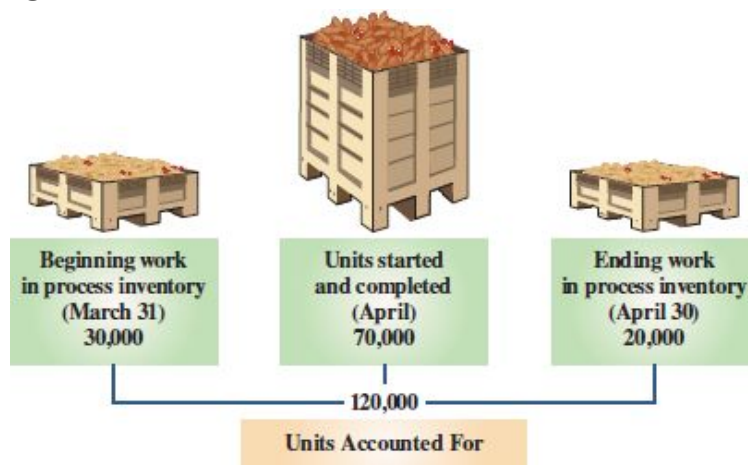 Beginning work
in process inventory
(March 31)
30,000
Units started
and completed
(April)
70,000
Ending work
in process inventory
(April 30)
20,000
120,000
Units Accounted For